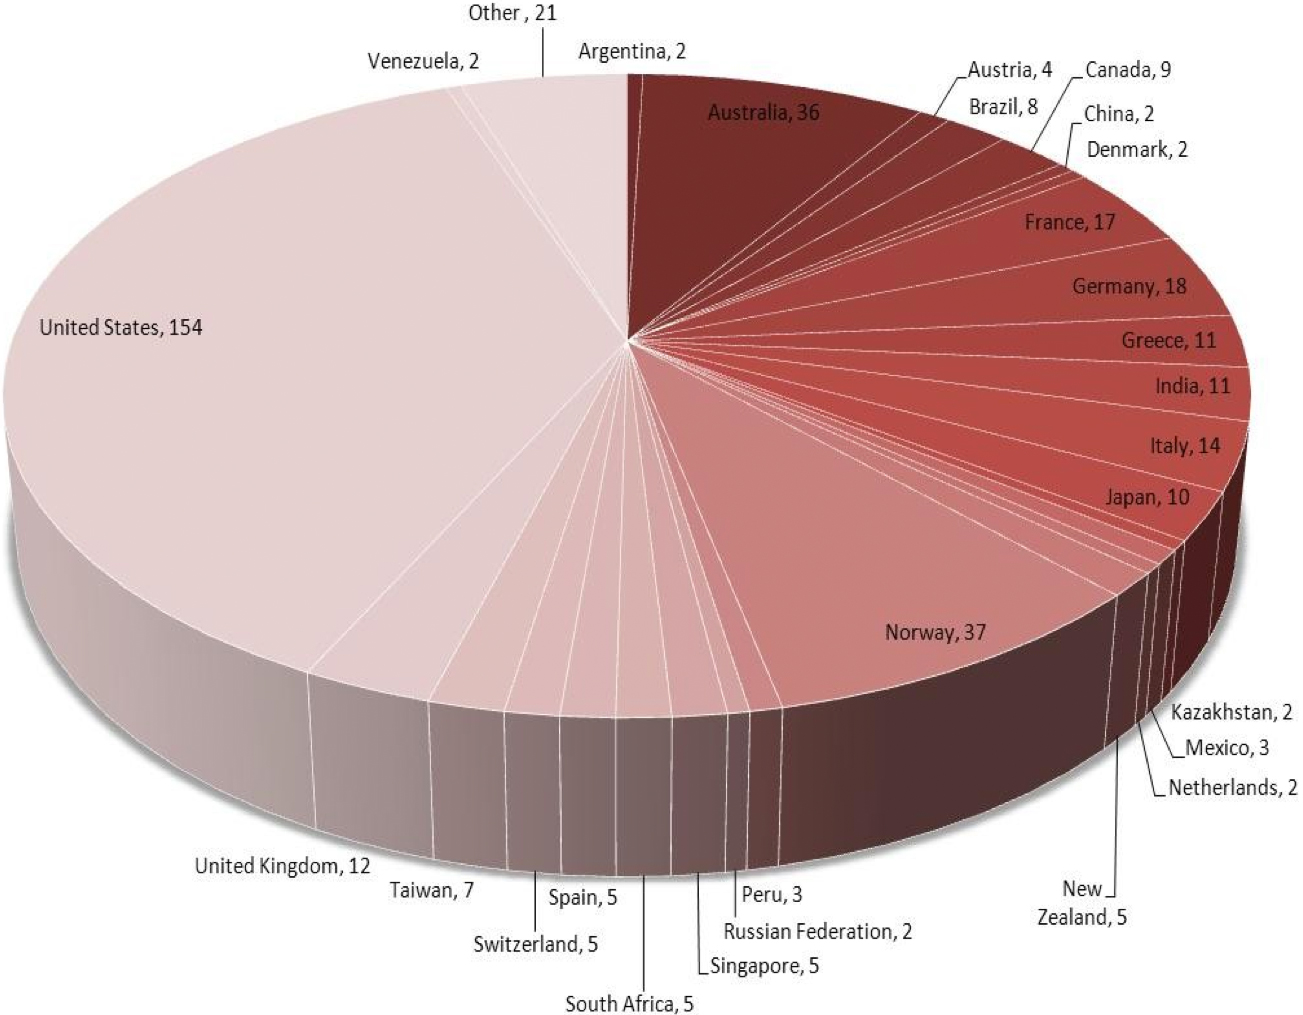 Other , 21
Venezuela, 2
Argentina, 2
Australia, 36
Austria, 4
Canada, 9
Brazil, 8
China, 2
Denmark, 2
France, 17
Germany, 18
United States, 154
Greece, 11
India, 11
Italy, 14
Japan, 10
Norway, 37
Kazakhstan, 2
Mexico, 3
Netherlands, 2
New
Zealand, 5
United Kingdom, 12
Taiwan, 7
Spain, 5
Peru, 3
Switzerland, 5
Russian Federation, 2
Singapore, 5
South Africa, 5